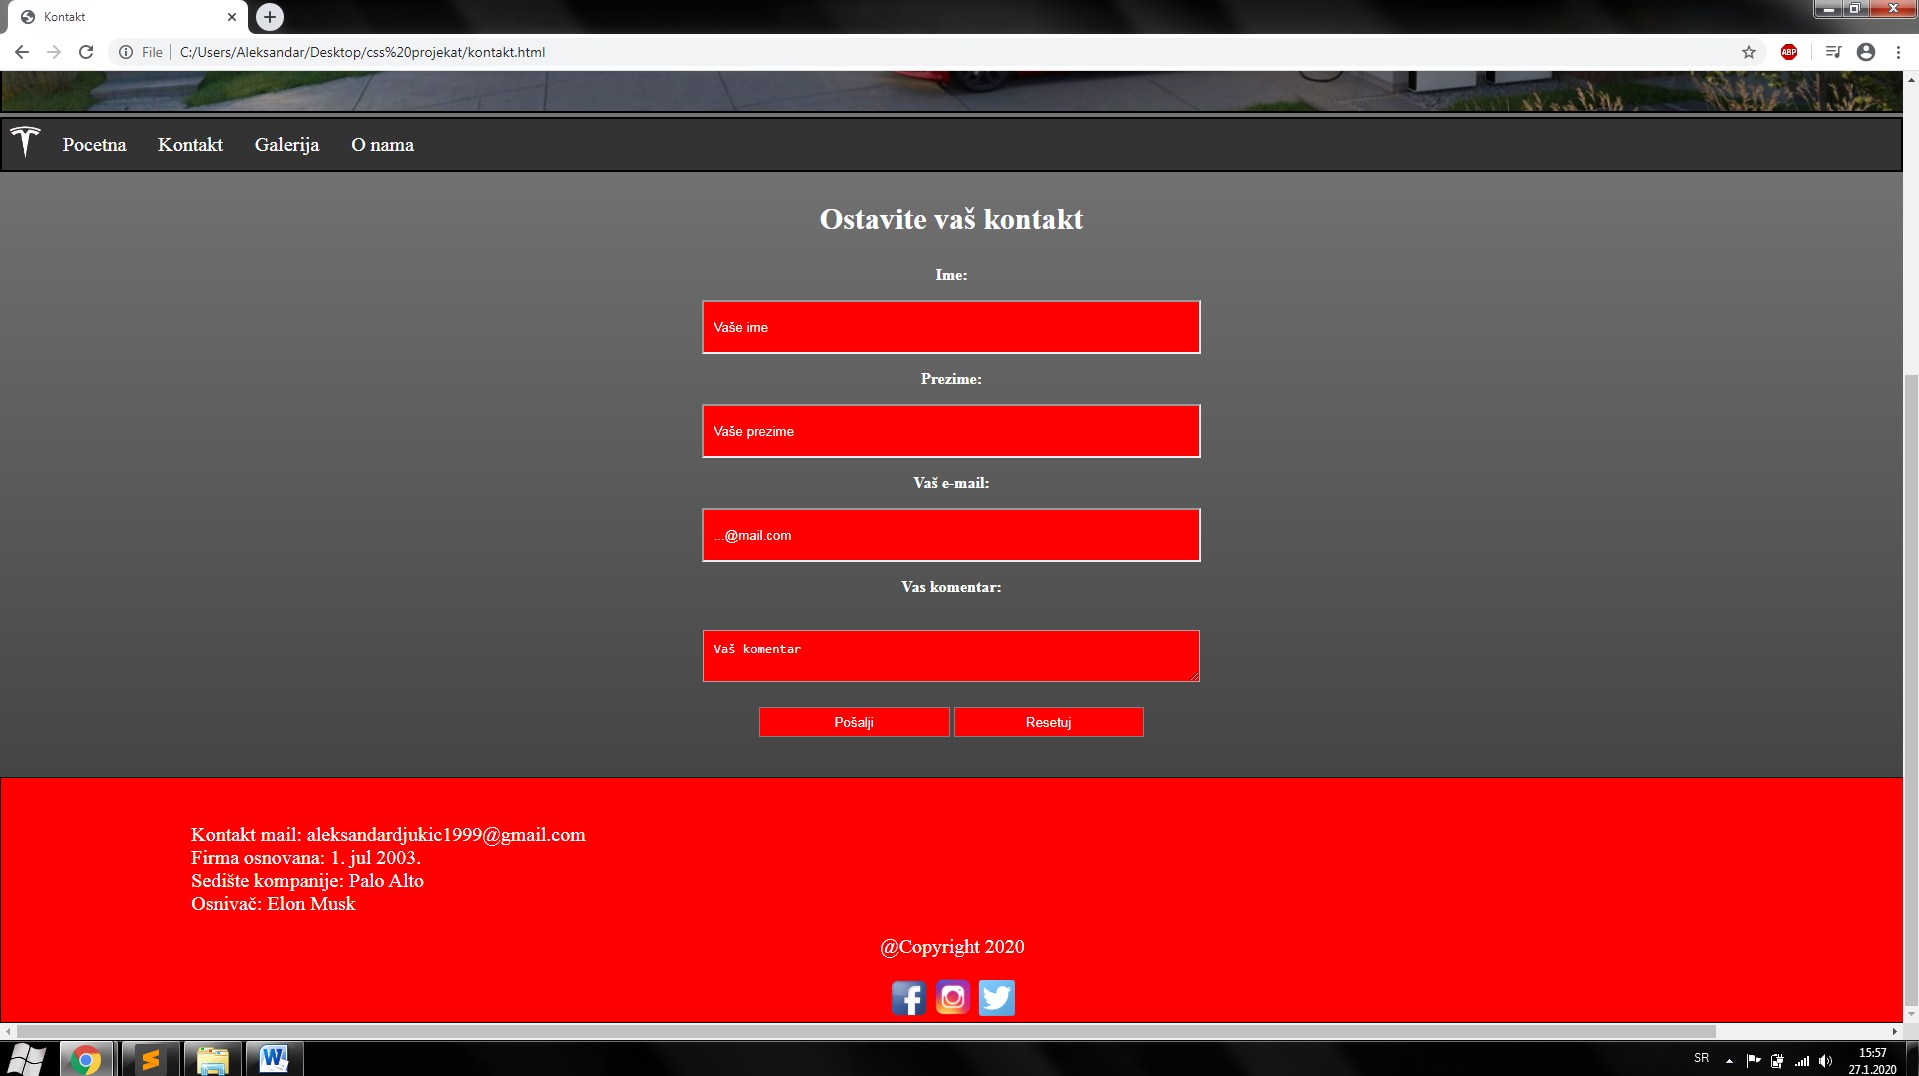 Kontakt
File
C:/Users/Aleksandar/Desktop/css%20projekat/kontakt.html
ABP
Pocetna Kontakt Galerija O nama
Ostavite vaš kontakt
Ime:
Vaše ime
Prezime:
Vaše prezime
Vaš e-mail:
...@mail.com
Vas komentar:
Vaš komentar
Pošalji Resetuj
Kontakt mail: aleksandardjukic1999@gmail.com
Firma osnovana: 1. jul 2003.
Sedište kompanije: Palo Alto
Osnivač: Elon Musk
@Copyright 2020
SR
15:57
27.1.2020